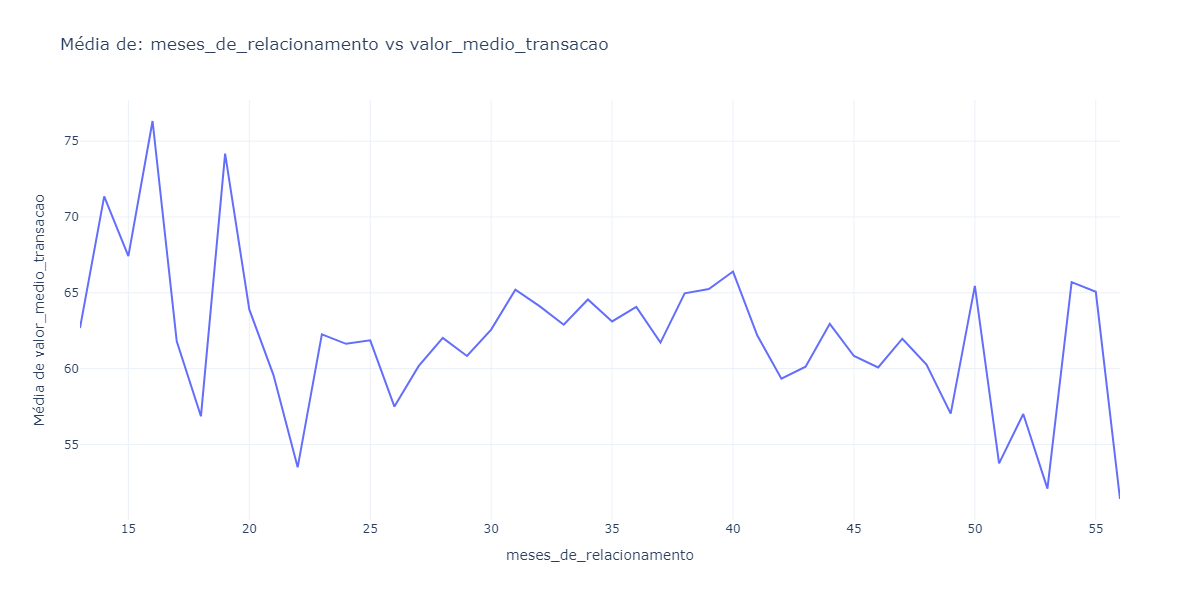 Média de: meses_de_relacionamento vs valor_medio_transacao
75
70
65
60
55
Média de valor_medio_transacao
15 20 25 30 35 40 45 50 55
meses_de_relacionamento